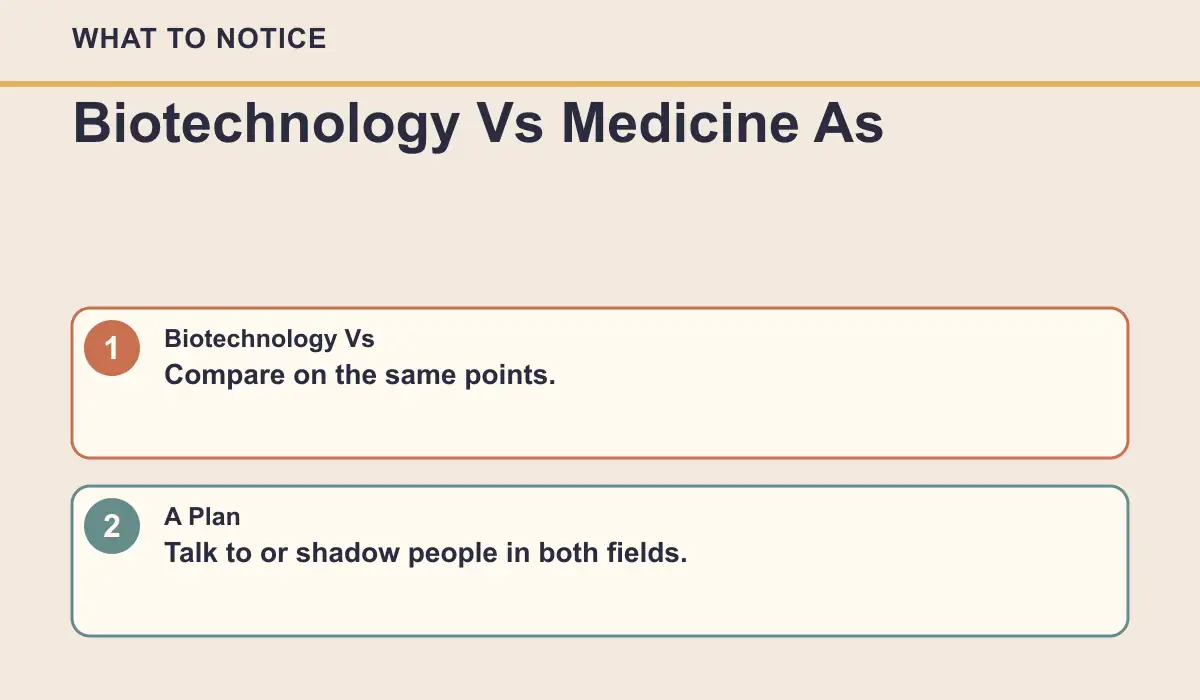 WHAT TO NOTICE
Biotechnology Vs Medicine As
1
Biotechnology Vs
Compare on the same points.
2
A Plan
Talk to or shadow people in both fields.